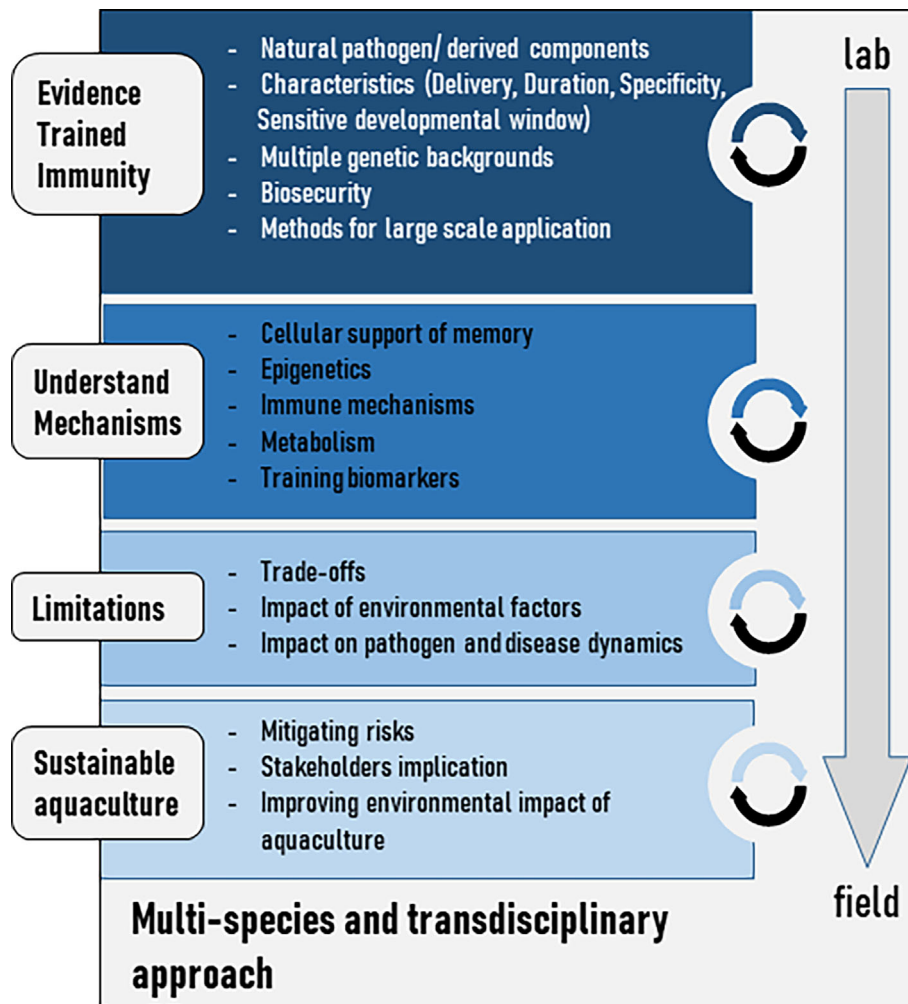 Evidence
Trained
Immunity
- Natural pathogen/ derived components
- Characteristics (Delivery, Duration, Specificity,
Sensitive developmental window)
- Multiple genetic backgrounds
- Biosecurity
- Methods for large scale application
lab
Understand
Mechanisms
- Cellular support of memory
- Epigenetics
- Immune mechanisms
- Metabolism
- Training biomarkers
Limitations
- Trade-offs
- Impact of environmental factors
- Impact on pathogen and disease dynamics
Sustainable
aquaculture
- Mitigating risks
- Stakeholders implication
- Improving environmental impact of
aquaculture
field
Multi-species and transdisciplinary
approach